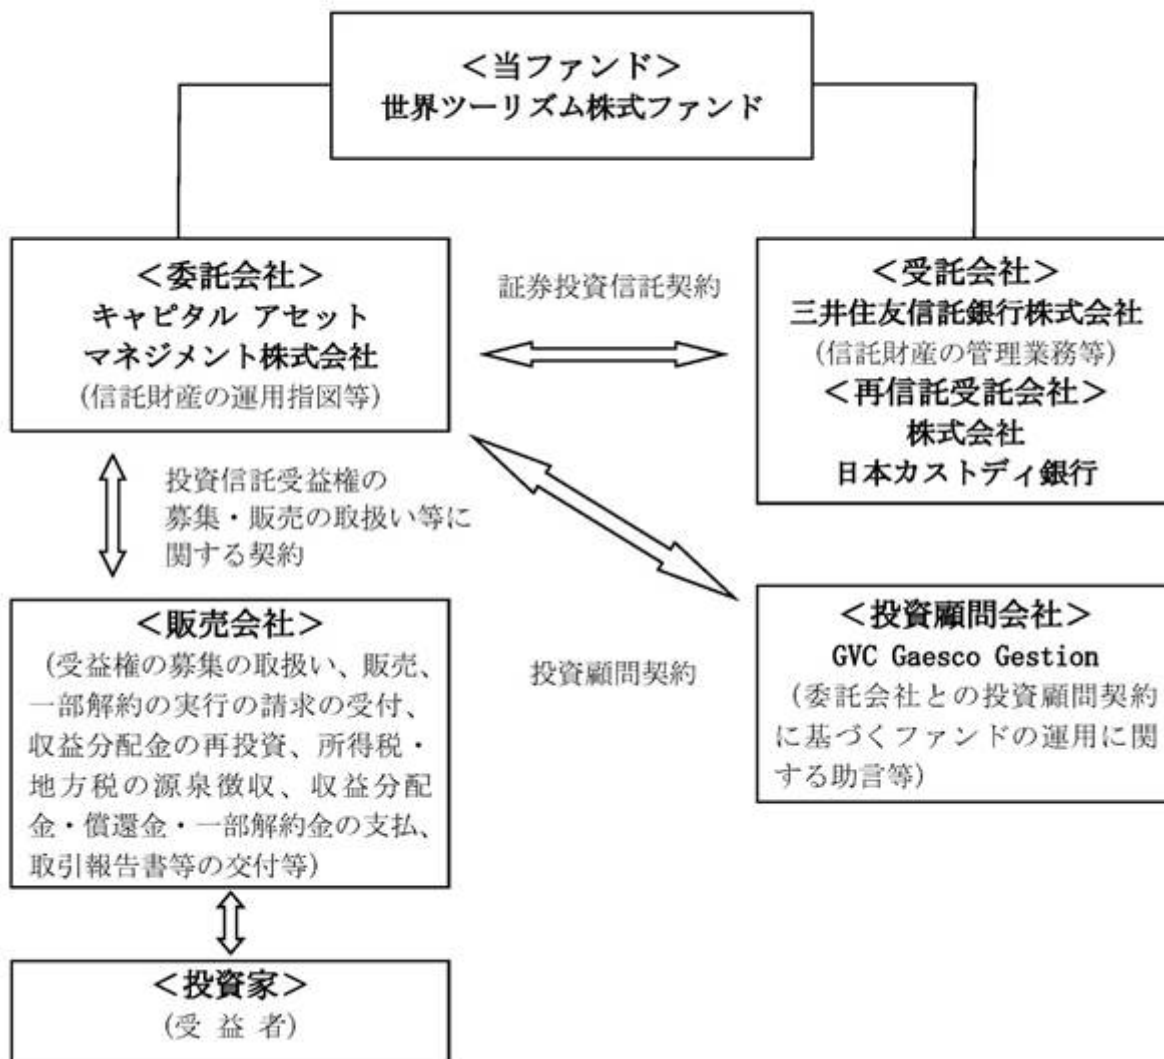 ＜当ファンド＞
世界ツーリズム株式ファンド
＜委託会社＞
キャピタル アセット
マネジメント株式会社
(信託財産の運用指図等)
証券投資信託契約
＜受託会社＞
三井住友信託銀行株式会社
(信託財産の管理業務等)
＜再信託受託会社＞
株式会社
日本カストディ銀行
投資信託受益権の
募集・販売の取扱い等に
関する契約
＜販売会社＞
(受益権の募集の取扱い、販売、
一部解約の実行の請求の受付、
収益分配金の再投資、所得税・
地方税の源泉徴収、収益分配
金・償還金・一部解約金の支払、
取引報告書等の交付等)
投資顧問契約
＜投資顧問会社＞
GVC Gaesco Gestion
(委託会社との投資顧問契約
に基づくファンドの運用に関
する助言等)
＜投資家＞
(受 益 者)